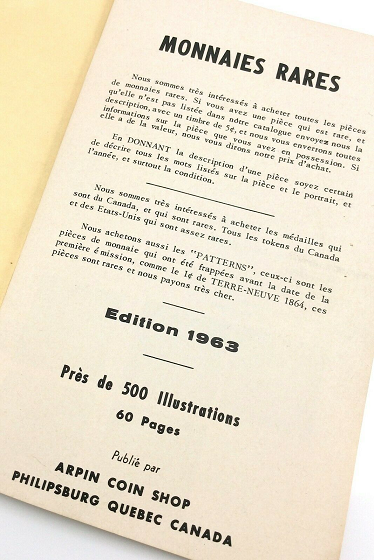 MONNAIES RARES
Nous sommes très intéressés à acheter toutes les pièces
de monnaies rares. Si vous avez une pièce qui est rare, et
qu'elle n'est pas listée dans notre catalogue envoyez nous la
description, avec un timbre de 5¢, et nous vous enverrons toutes
informations sur la pièce que vous avez en possession. Si
elle a de la valeur, nous vous dirons notre prix d'achat.
En DONNANT la description d'une pièce soyez certain
de décrire tous les mots listés sur la pièce et le portrait, et
l'année, et surtout la condition.
Nous sommes très intéressés à acheter les médailles qui
sont du Canada, et qui sont rares. Tous les tokens du Canada
et des Etats-Unis qui sont assez rares.
Nous achetons aussi les "PATTERNS", ceux-ci sont les
pièces de monnaie qui ont été frappées avant la date de la
première émission, comme le 1¢ de TERRE-NEUVE 1864, ces
pièces sont rares et nous payons très cher.
Edition 1963
Près de 500 Illustrations
60 Pages
Publié par
ARPIN COIN SHOP
PHILIPSBURG QUEBEC CANADA